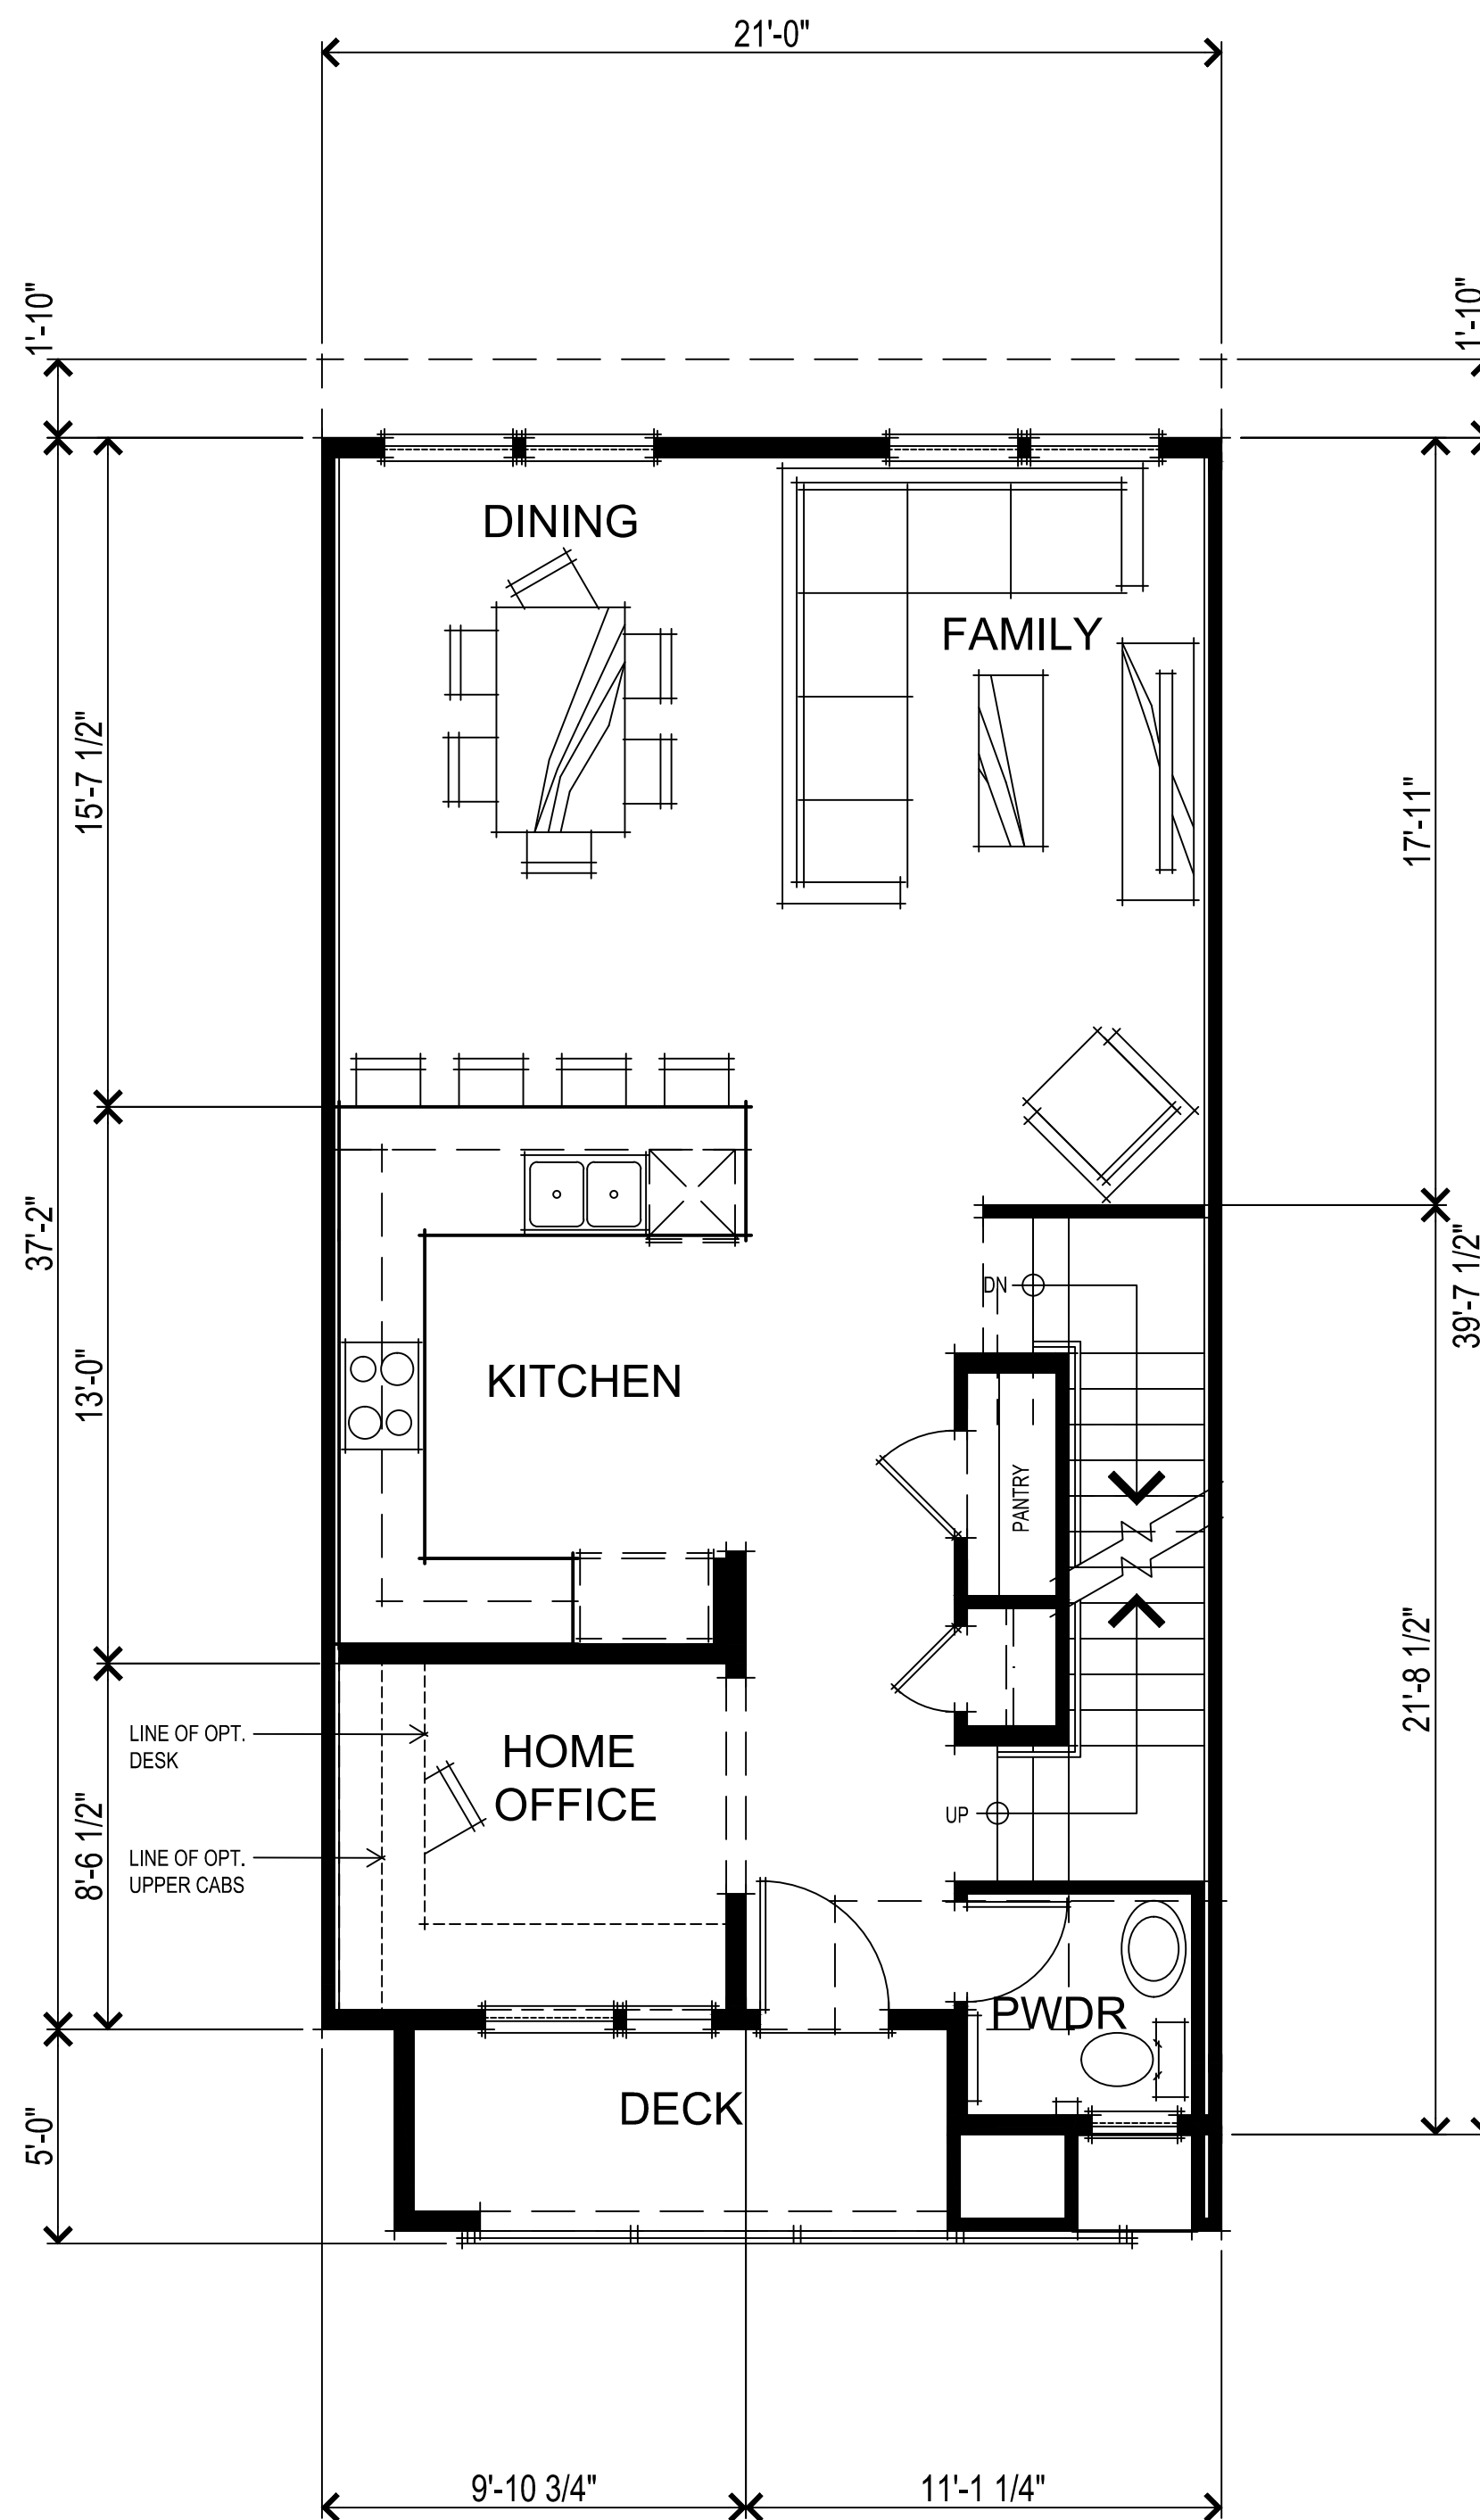 21'-0"
1'-10"
1'-10"
DINING
FAMILY
15'-7 1/2"
17'-11"
37'-2"
39'-7 1/2"
DN
13'-0"
KITCHEN
PANTRY
21'-8 1/2"
LINE OF OPT.
DESK
HOME
OFFICE
UP
8'-6 1/2"
LINE OF OPT.
UPPER CABS
PWDR
DECK
5'-0"
9'-10 3/4"
11'-1 1/4"